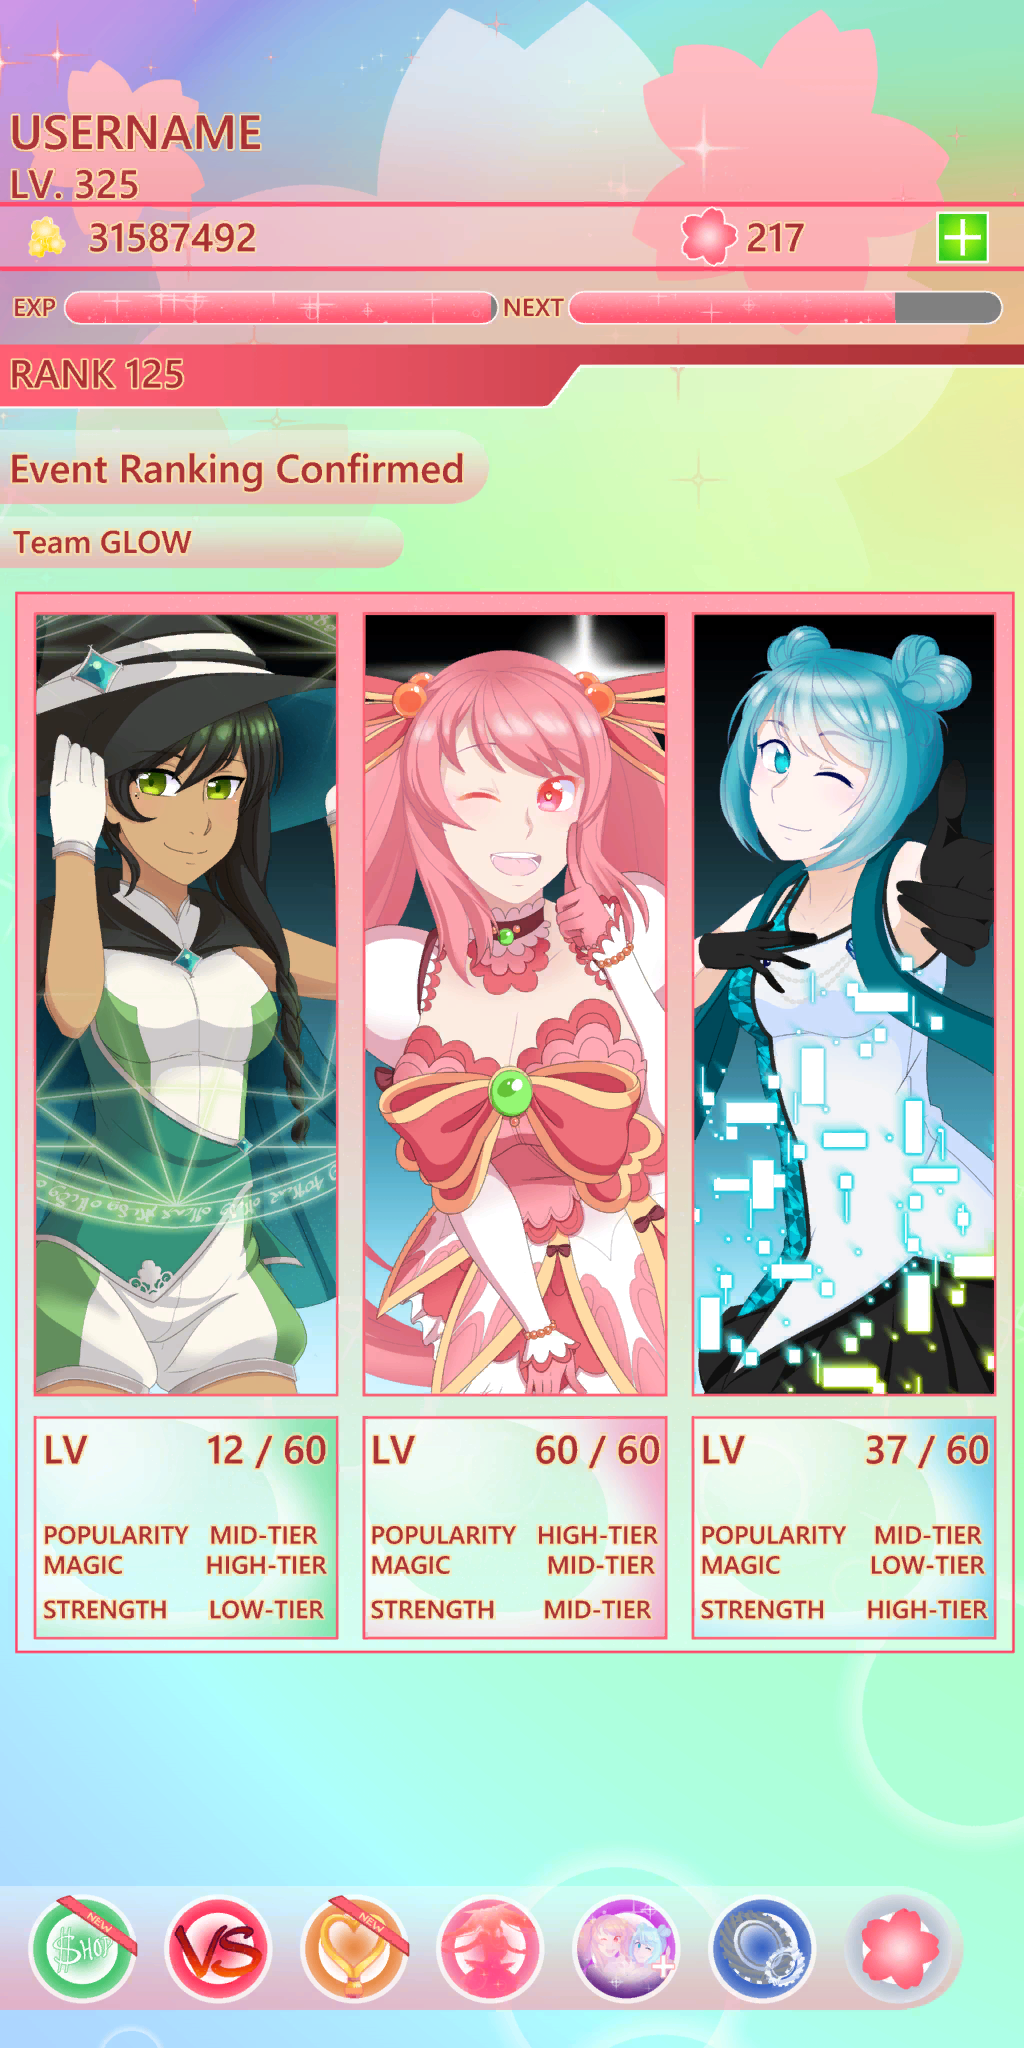 USERNAME
LV. 325
31587492
217
EXP
NEXT
RANK 125
Event Ranking Confirmed
Team GLOW
LV 12 / 60
POPULARITY MID-TIER
MAGIC HIGH-TIER
STRENGTH LOW-TIER
LV 60 / 60
POPULARITY HIGH-TIER
MAGIC MID-TIER
STRENGTH MID-TIER
LV 37 / 60
POPULARITY MID-TIER
MAGIC LOW-TIER
STRENGTH HIGH-TIER
NEW
$HOP
VS
NEW